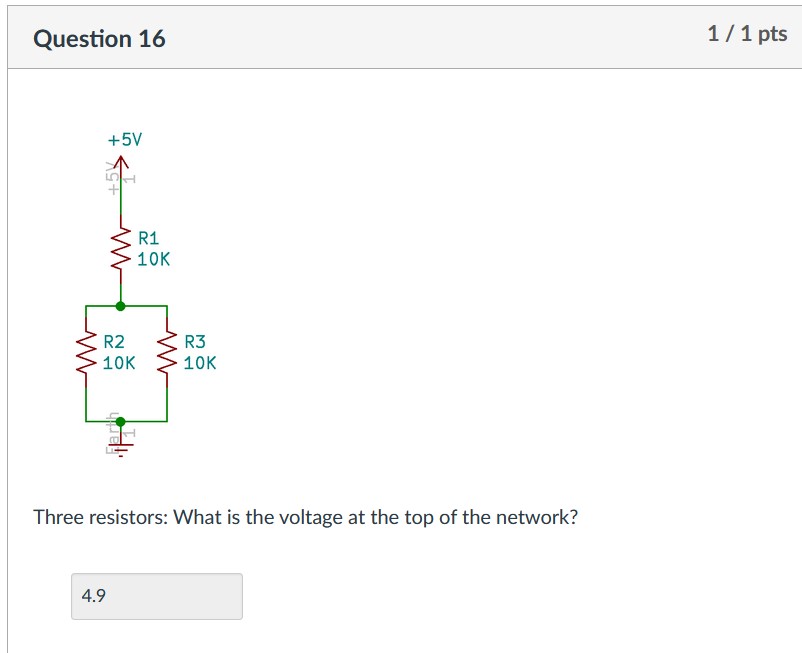 Question 16
1 / 1 pts
+5V
+5V
1
R1
10K
R2
10K
R3
10K
Earth
1
Three resistors: What is the voltage at the top of the network?
4.9